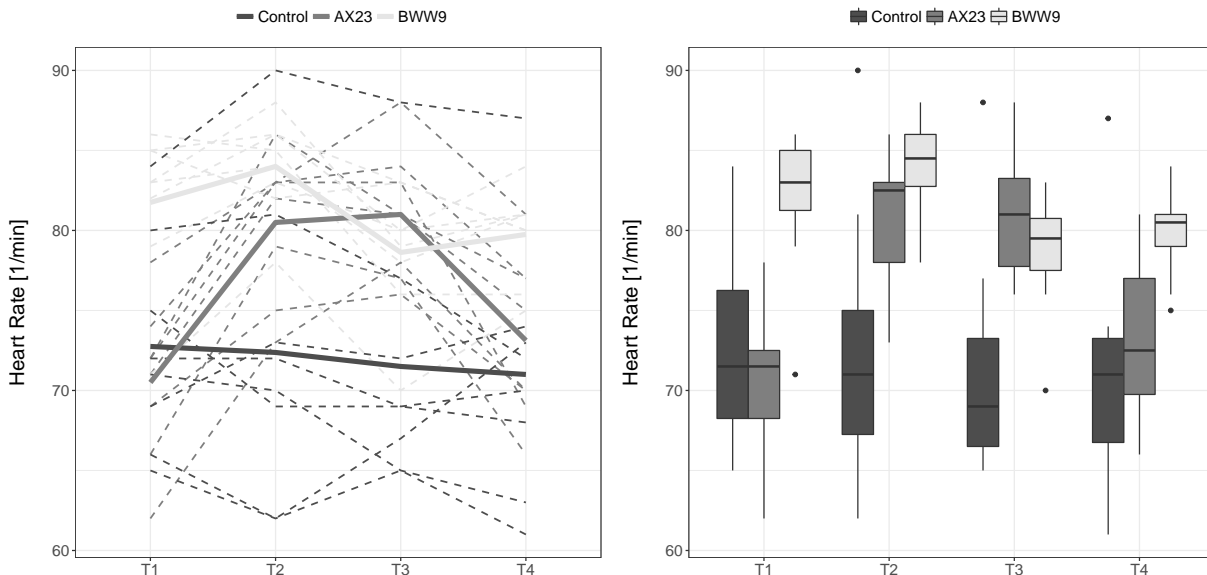 Control AX23 BWW9
Heart Rate [1/min]
90
80
70
60
T1 T2 T3 T4
Control AX23 BWW9
Heart Rate [1/min]
90
80
70
60
T1 T2 T3 T4